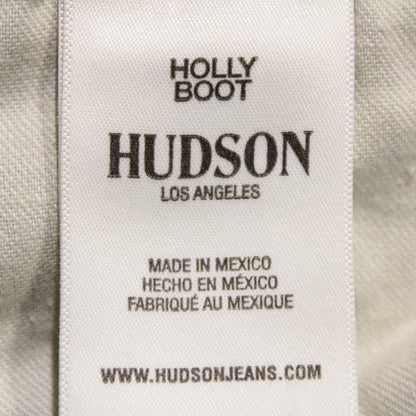 HOLLY
BOOT
HUDSON
LOS ANGELES
MADE IN MEXICO
HECHO EN MÉXICO
FABRIQUÉ AU MEXIQUE
WWW.HUDSONJEANS.COM